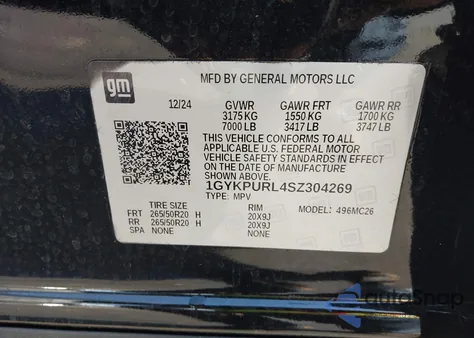 gm
MFD BY GENERAL MOTORS LLC
12/24 GVWR GAWR FRT GAWR RR
3175 KG 1550 KG 1700 KG
7000 LB 3417 LB 3747 LB
THIS VEHICLE CONFORMS TO ALL
APPLICABLE U.S. FEDERAL MOTOR
VEHICLE SAFETY STANDARDS IN EFFECT
ON THE DATE OF MANUFACTURE
SHOWN ABOVE.
1GYKPURL4SZ304269
TYPE: MPV
TIRE SIZE RIM MODEL: 496MC26
FRT 265/50R20 H 20X9J
RR 265/50R20 H 20X9J
SPA NONE NONE
autoSnap